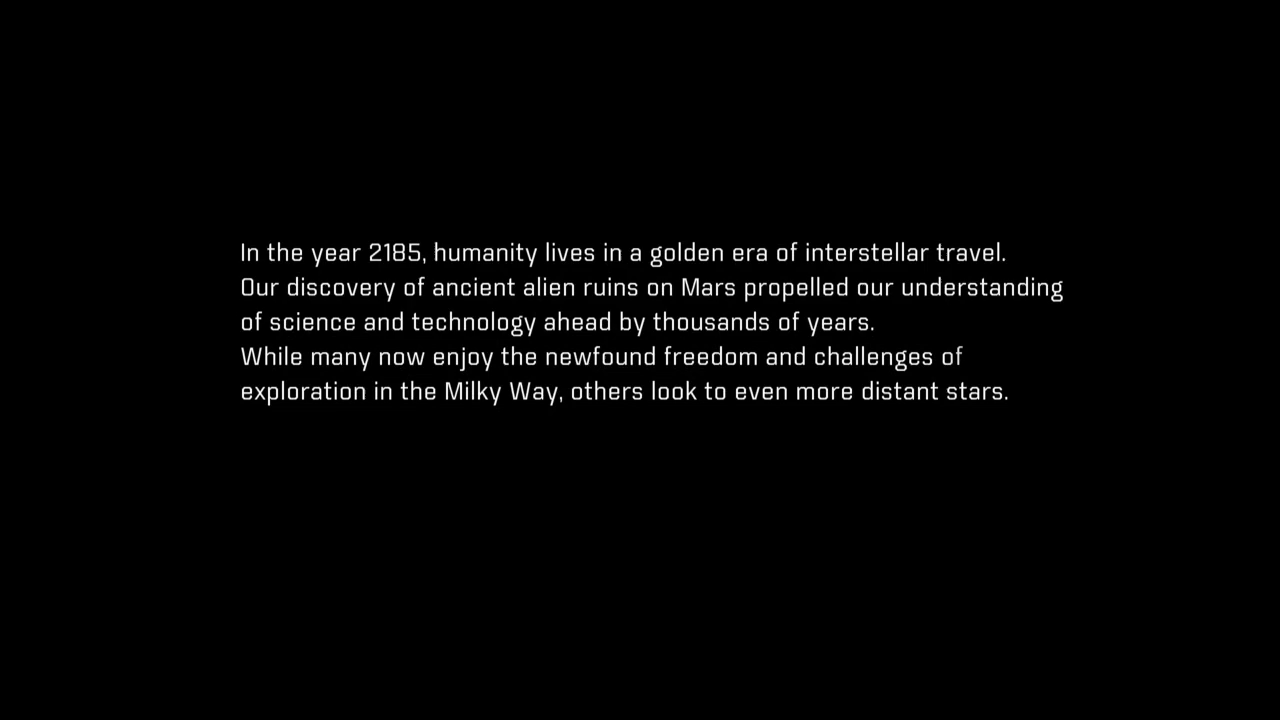 In the year 2185, humanity lives in a golden era of interstellar travel.
Our discovery of ancient alien ruins on Mars propelled our understanding
of science and technology ahead by thousands of years.
While many now enjoy the newfound freedom and challenges of
exploration in the Milky Way, others look to even more distant stars.